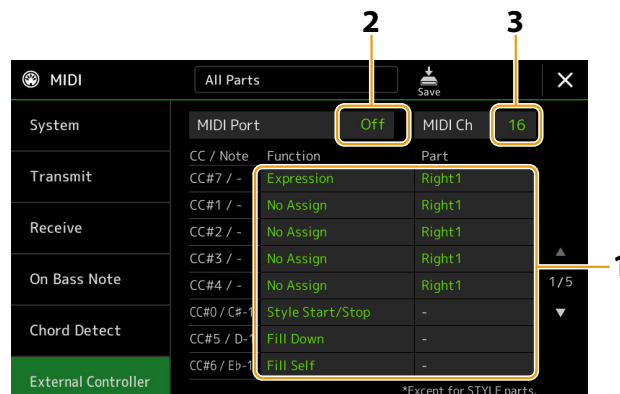 2 3
MIDI All Parts Save ×
System MIDI Port Off MIDI Ch 16
CC / Note Function Part
Transmit CC#7 / - Expression Right1
CC#1 / - No Assign Right1
Receive CC#2 / - No Assign Right1
CC#3 / - No Assign Right1
1
On Bass Note CC#4 / - No Assign Right1 1/5
CC#0 / C#-1 Style Start/Stop -
Chord Detect CC#5 / D-1 Fill Down -
CC#6 / E♭-1 Fill Self -
External Controller *Except for STYLE parts.